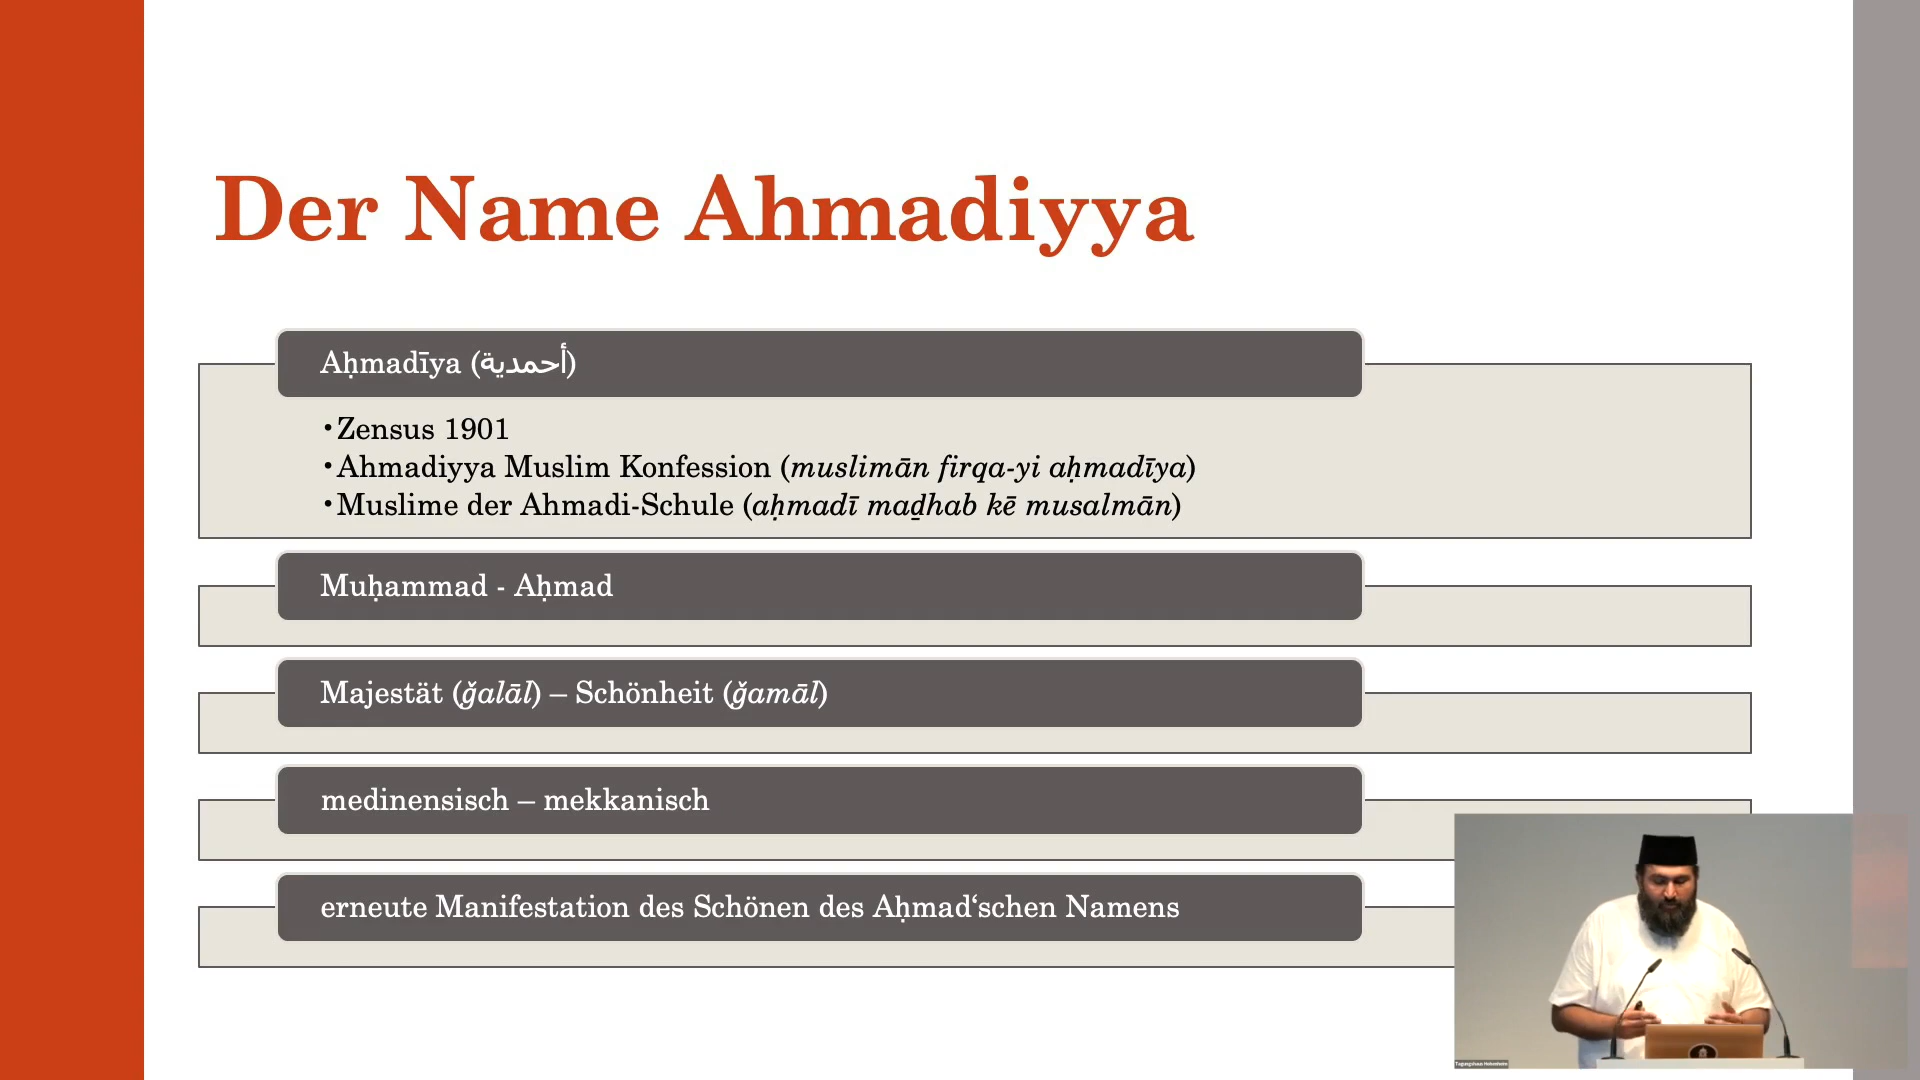 Der Name Ahmadiyya
Aḥmadīya (أحمدية)
•Zensus 1901
•Ahmadiyya Muslim Konfession (muslimān firqa-yi aḥmadīya)
•Muslime der Ahmadi-Schule (aḥmadī maḏhab kē musalmān)
Muḥammad - Aḥmad
Majestät (ǧalāl) – Schönheit (ǧamāl)
medinensisch – mekkanisch
erneute Manifestation des Schönen des Aḥmad‘schen Namens
Tagungshaus Hohenheim